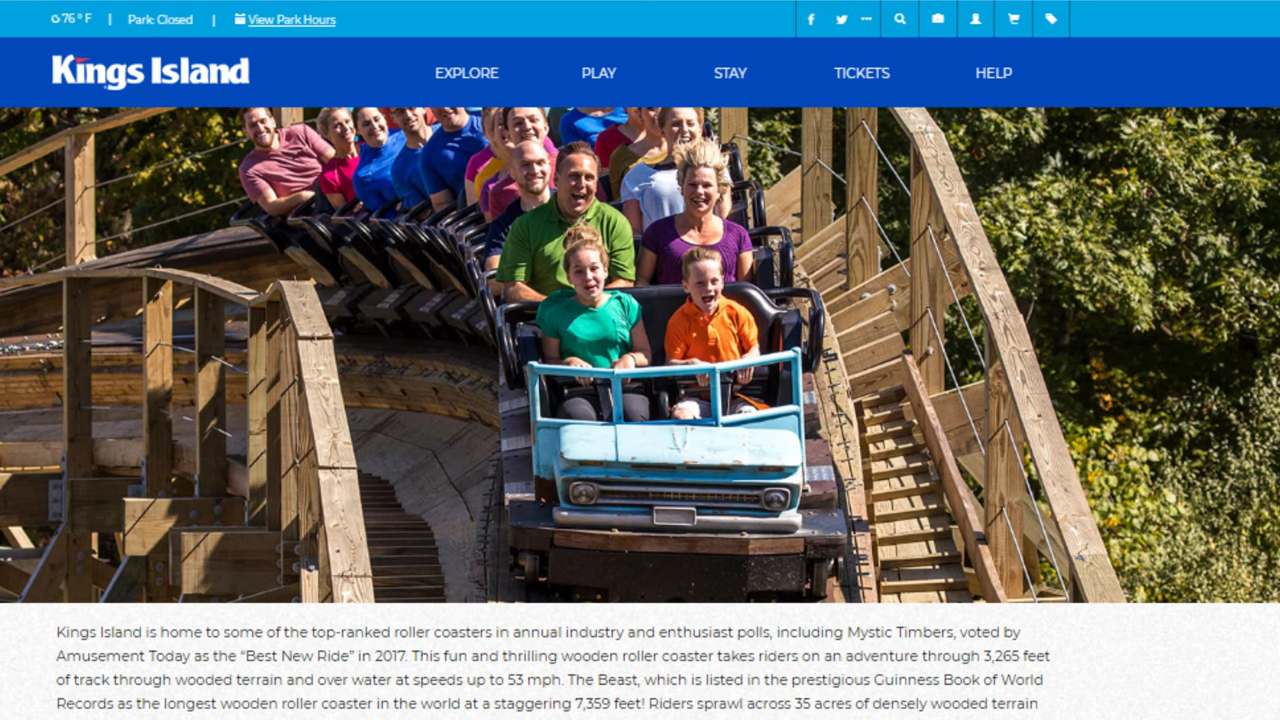 76° F | Park: Closed | View Park Hours
Kings Island
EXPLORE PLAY STAY TICKETS HELP
Kings Island is home to some of the top-ranked roller coasters in annual industry and enthusiast polls, including Mystic Timbers, voted by
Amusement Today as the “Best New Ride” in 2017. This fun and thrilling wooden roller coaster takes riders on an adventure through 3,265 feet
of track through wooded terrain and over water at speeds up to 53 mph. The Beast, which is listed in the prestigious Guinness Book of World
Records as the longest wooden roller coaster in the world at a staggering 7,359 feet! Riders sprawl across 35 acres of densely wooded terrain